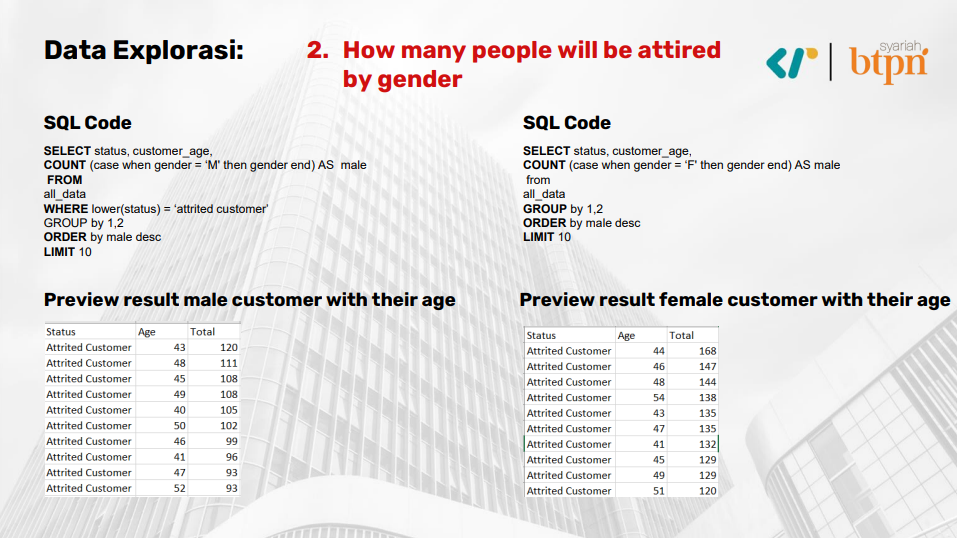 Data Explorasi:
2. How many people will be attired
by gender
syariah
btpn
SQL Code
SELECT status, customer_age,
COUNT (case when gender = ‘M' then gender end) AS  male
FROM
all_data
WHERE lower(status) = ‘attrited customer’
GROUP by 1,2
ORDER by male desc
LIMIT 10
SQL Code
SELECT status, customer_age,
COUNT (case when gender = ‘F' then gender end) AS male
from
all_data
GROUP by 1,2
ORDER by male desc
LIMIT 10
Preview result male customer with their age
Status Age Total
Attrited Customer 43 120
Attrited Customer 48 111
Attrited Customer 45 108
Attrited Customer 49 108
Attrited Customer 40 105
Attrited Customer 50 102
Attrited Customer 46 99
Attrited Customer 41 96
Attrited Customer 47 93
Attrited Customer 52 93
Preview result female customer with their age
Status Age Total
Attrited Customer 44 168
Attrited Customer 46 147
Attrited Customer 48 144
Attrited Customer 54 138
Attrited Customer 43 135
Attrited Customer 47 135
Attrited Customer 41 132
Attrited Customer 45 129
Attrited Customer 49 129
Attrited Customer 51 120